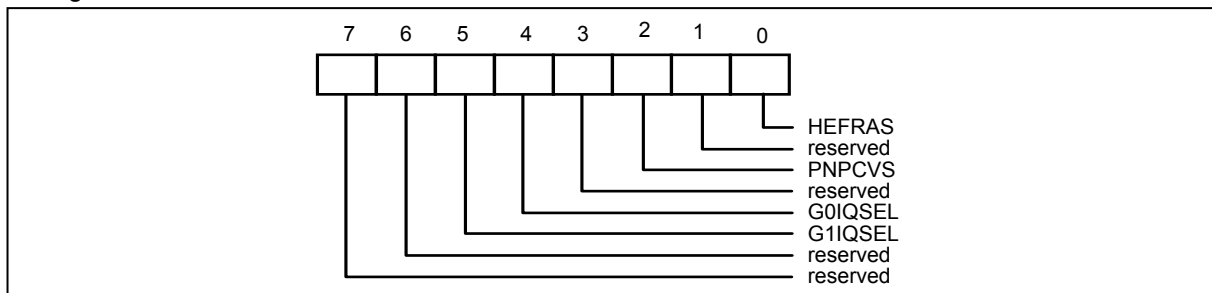 7 6 5 4 3 2 1 0
HEFRAS
reserved
PNPCVS
reserved
G0IQSEL
G1IQSEL
reserved
reserved